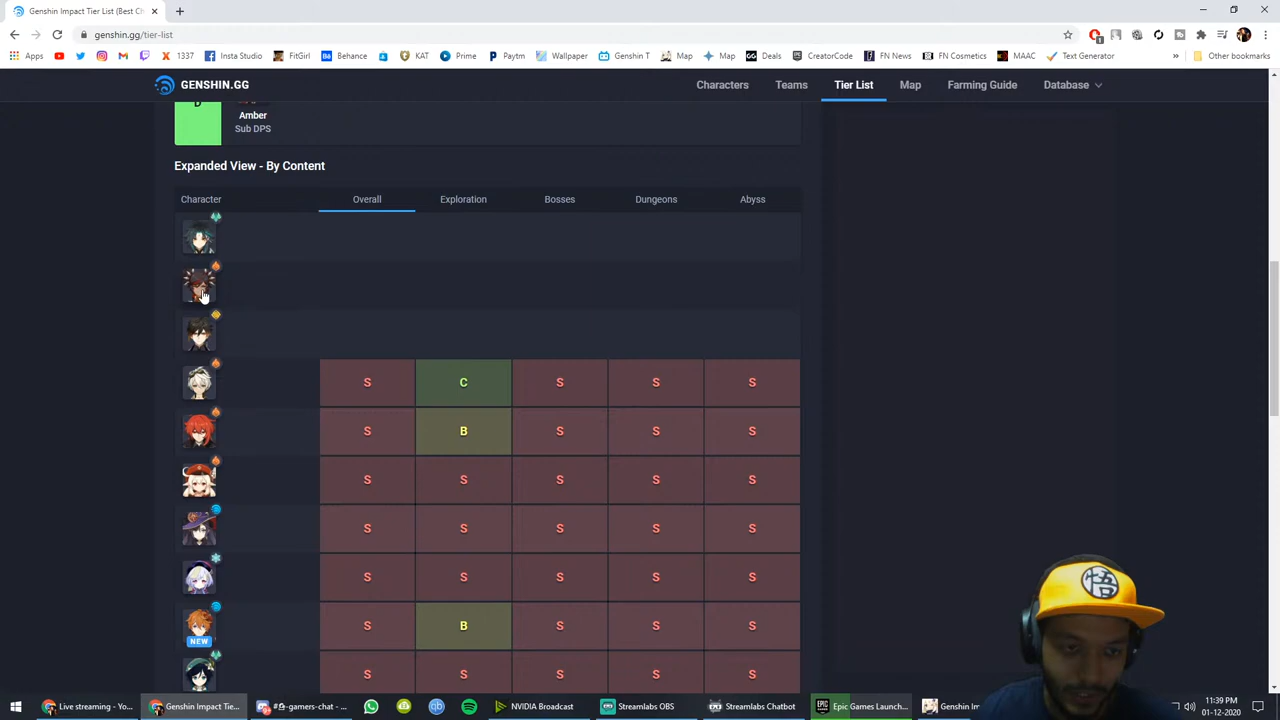 Genshin Impact Tier List (Best Ch
genshin.gg/tier-list
Apps
YT
1337
Insta Studio
FitGirl
Behance
KAT
Prime
Paytm
Wallpaper
Genshin T
Map
Map
Deals
CreatorCode
FN News
FN Cosmetics
MAAC
Text Generator
»
Other bookmarks
GENSHIN.GG
Characters
Teams
Tier List
Map
Farming Guide
Database
D
Amber
Sub DPS
Expanded View - By Content
Character Overall Exploration Bosses Dungeons Abyss
S C S S S
S B S S S
S S S S S
S S S S S
S S S S S
NEW S B S S S
S S S S S
Live streaming - Yo...
Genshin Impact Tie...
gamers-chat - ...
NVIDIA Broadcast
Streamlabs OBS
Streamlabs Chatbot
Epic Games Launch...
Genshin Im
11:39 PM
01-12-2020